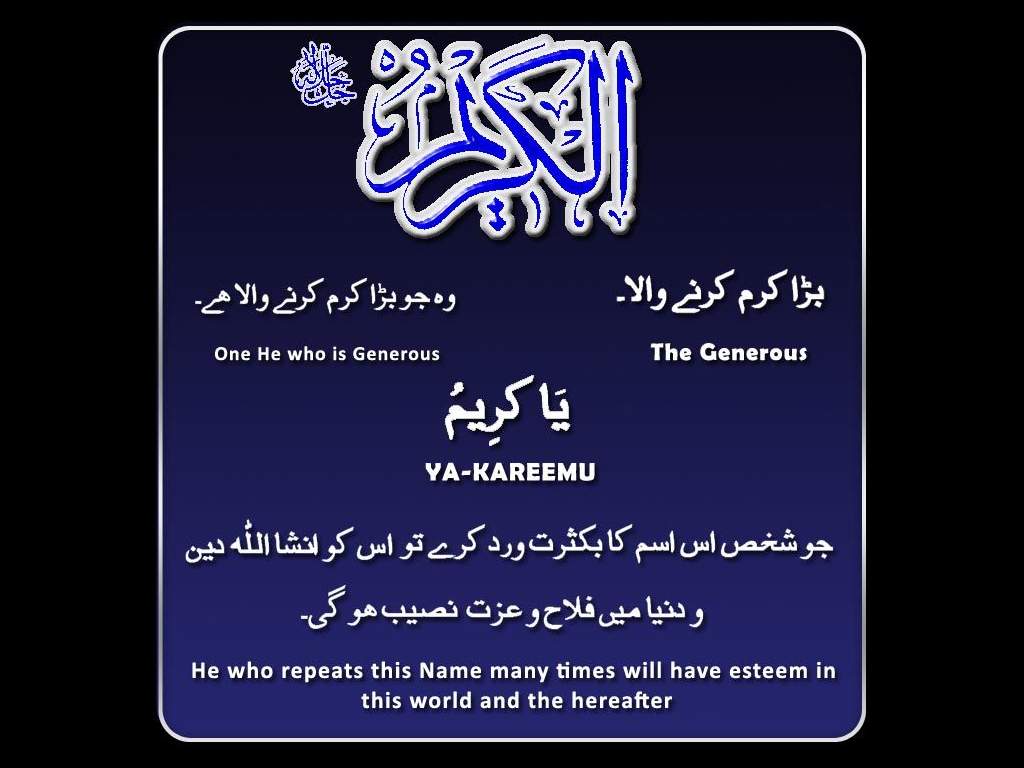 الكريم
جل جلاله
بڑا کرم کرنے والا۔
وہ جو بڑا کرم کرنے والا ھے۔
The Generous
One He who is Generous
یَا کَرِیمُ
YA-KAREEMU
جو شخص اس اسم کا بکثرت ورد کرے تو اس کو انشا اللّٰہ دین
و دنیا میں فلاح و عزت نصیب ھو گی۔
He who repeats this Name many times will have esteem in
this world and the hereafter